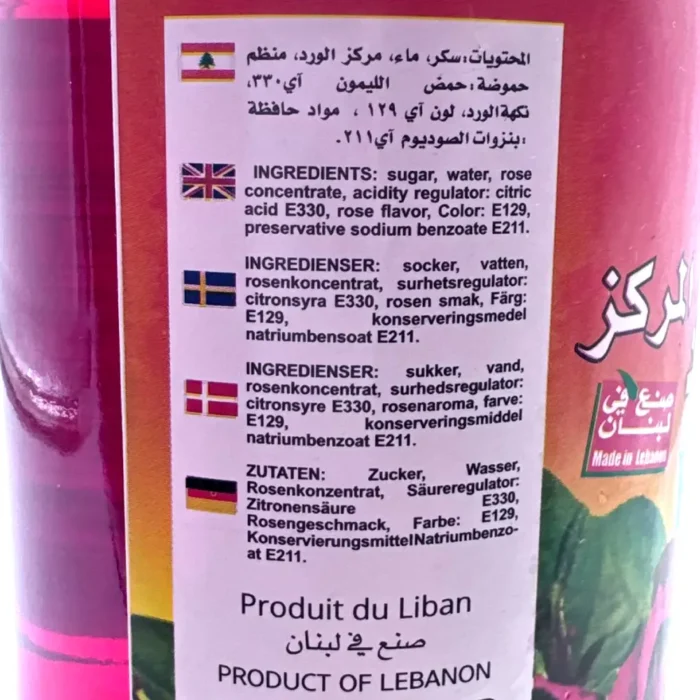 المحتويات: سكر، ماء، مركز الورد، منظم
حموضة: حمض الليمون آي٣٣٠،
نكهة الورد، لون آي ١٢٩ ، مواد حافظة
:بنزوات الصوديوم آي٢١١.
INGREDIENTS: sugar, water, rose
concentrate, acidity regulator: citric
acid E330, rose flavor, Color: E129,
preservative sodium benzoate E211.
INGREDIENSER: socker, vatten,
rosenkoncentrat, surhetsregulator:
citronsyra E330, rosen smak, Färg:
E129, konserveringsmedel
natriumbensoat E211.
INGREDIENSER: sukker, vand,
rosenkoncentrat, surhedsregulator:
citronsyre E330, rosenaroma, farve:
E129, konserveringsmiddel
natriumbenzoat E211.
ZUTATEN: Zucker, Wasser,
Rosenkonzentrat, Säureregulator:
Zitronensäure E330,
Rosengeschmack, Farbe: E129,
KonservierungsmittelNatriumbenzo-
at E211.
Produit du Liban
صنع في لبنان
PRODUCT OF LEBANON
المركز
صنع في
لبنان
Made in Lebanon